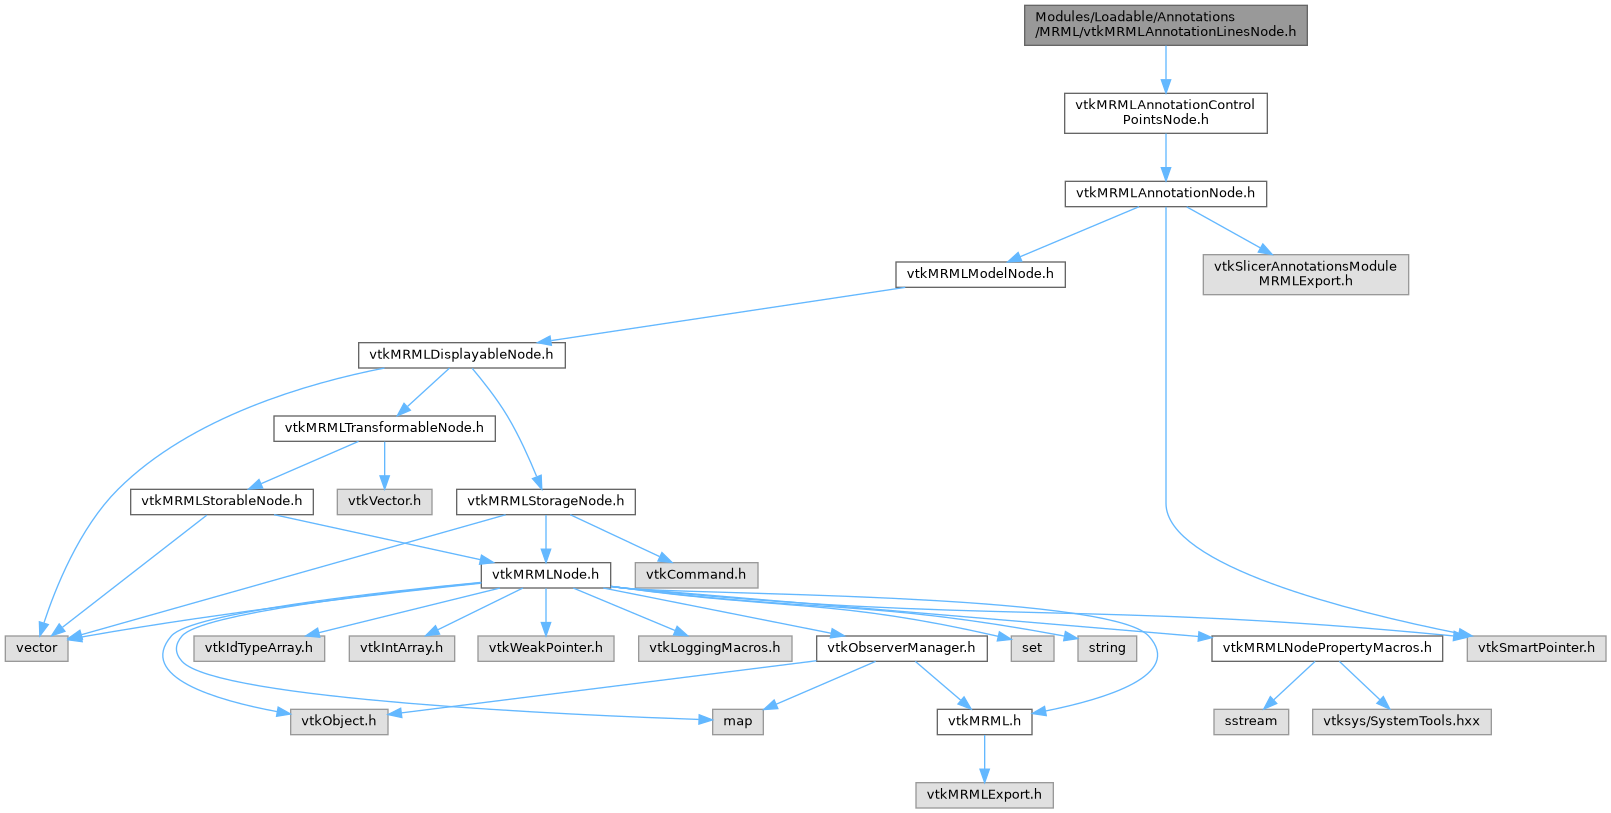 Modules/Loadable/Annotations
/MRML/vtkMRMLAnnotationLinesNode.h
vtkMRMLAnnotationControl
PointsNode.h
vtkMRMLAnnotationNode.h
vtkMRMLModelNode.h
vtkSlicerAnnotationsModule
MRMLExport.h
vtkMRMLDisplayableNode.h
vtkMRMLTransformableNode.h
vtkMRMLStorableNode.h
vtkVector.h
vtkMRMLStorageNode.h
vtkMRMLNode.h
vtkCommand.h
vector
vtkIdTypeArray.h
vtkIntArray.h
vtkWeakPointer.h
vtkLoggingMacros.h
vtkObserverManager.h
set
string
vtkMRMLNodePropertyMacros.h
vtkSmartPointer.h
vtkObject.h
map
vtkMRML.h
sstream
vtksys/SystemTools.hxx
vtkMRMLExport.h